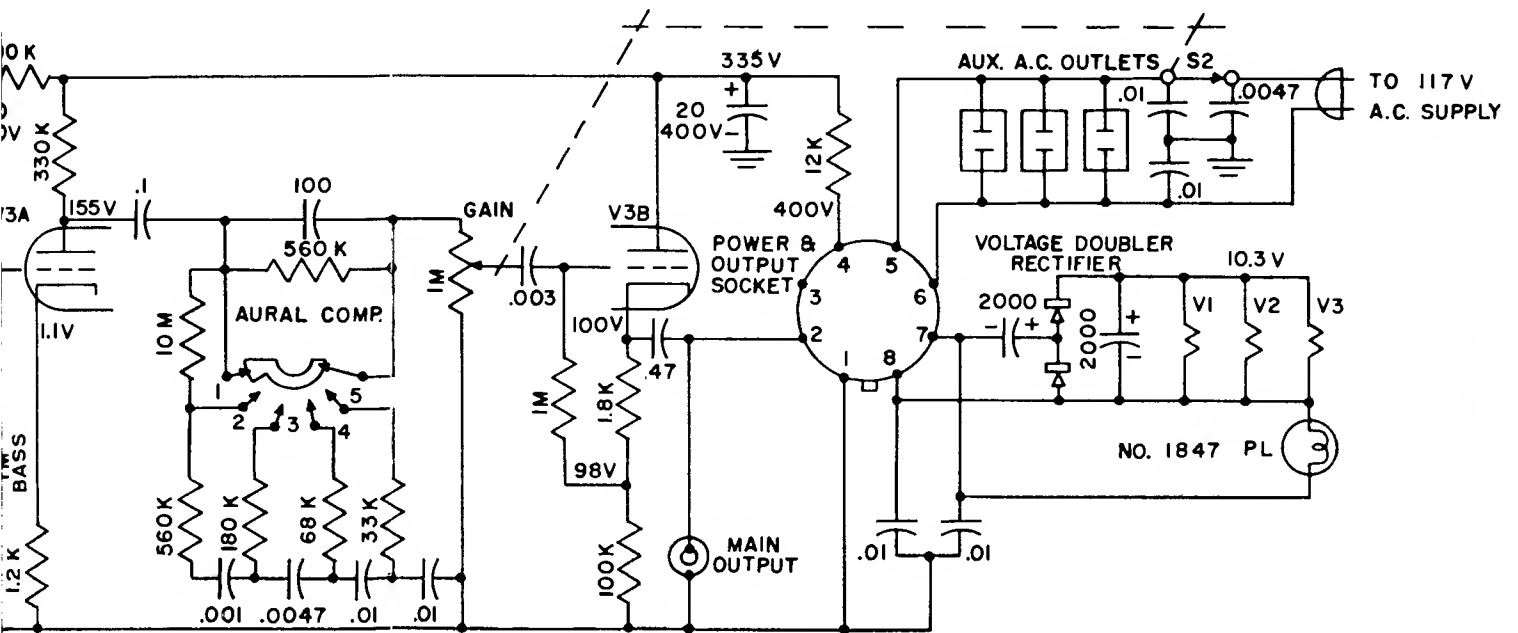 335V
AUX. A.C. OUTLETS
S2
.01
.0047
TO 117V
A.C. SUPPLY
20
400V
+
-
330K
12K
.01
155V
.1
100
GAIN
V3B
400V
560K
1M
.003
POWER &
OUTPUT
SOCKET
4
5
3
6
2
7
1
8
VOLTAGE DOUBLER
RECTIFIER
10.3V
2000
- +
2000
+
-
V1
V2
V3
1.1V
10M
AURAL COMP.
100V
.47
1
2
3
4
5
1M
1.8K
98V
NO. 1847 PL
BASS
1.2K
560K
180K
68K
33K
100K
MAIN
OUTPUT
.01
.01
.001
.0047
.01
.01